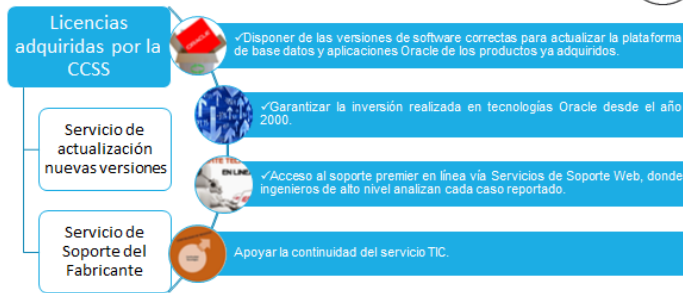 Licencias
adquiridas por la
CCSS
Servicio de
actualización
nuevas versiones
Servicio de
Soporte del
Fabricante
ORACLE
✓Disponer de las versiones de software correctas para actualizar la plataforma
de base datos y aplicaciones Oracle de los productos ya adquiridos.
✓Garantizar la inversión realizada en tecnologías Oracle desde el año
2000.
EN LINEA
✓Acceso al soporte premier en línea vía Servicios de Soporte Web, donde
ingenieros de alto nivel analizan cada caso reportado.
Apoyar la continuidad del servicio TIC.